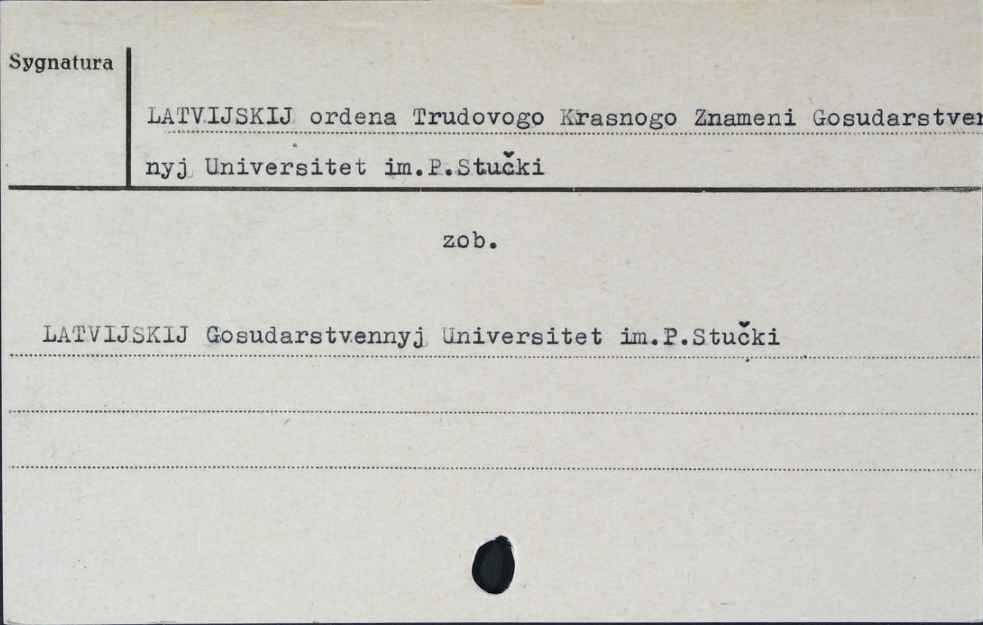 Sygnatura
LATVIJSKIJ ordena Trudovogo Krasnogo Znameni Gosudarstven
nyj Universitet im.P.Stučki
zob.
LATVIJSKIJ Gosudarstvennyj Universitet im.P.Stučki